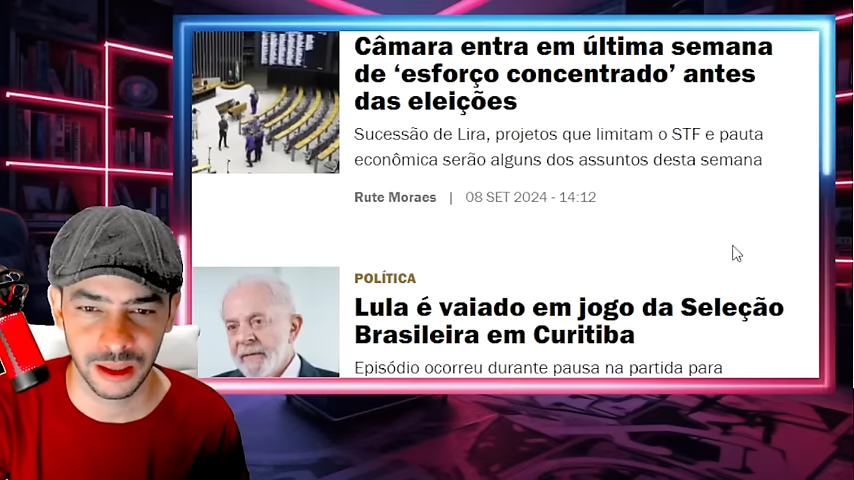 Câmara entra em última semana
de ‘esforço concentrado’ antes
das eleições
Sucessão de Lira, projetos que limitam o STF e pauta
econômica serão alguns dos assuntos desta semana
Rute Moraes | 08 SET 2024 - 14:12
POLÍTICA
Lula é vaiado em jogo da Seleção
Brasileira em Curitiba
Episódio ocorreu durante pausa na partida para